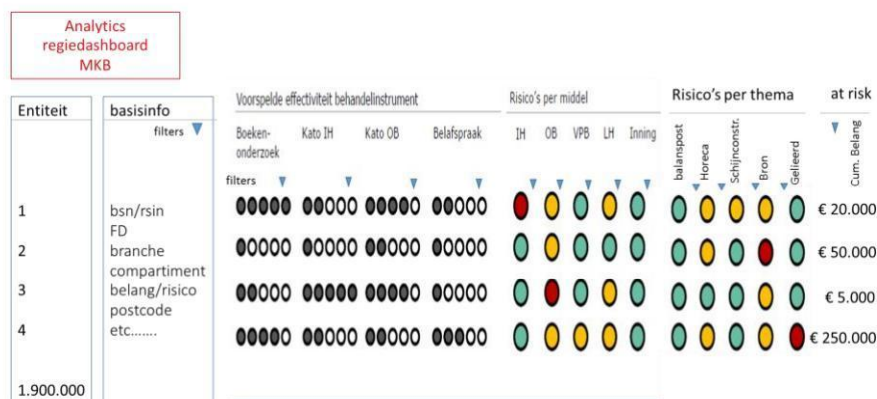 Analytics
regiedashboard
MKB
Entiteit
basisinfo
filters
Voorspelde effectiviteit behandelinstrument
Risico's per middel
Risico's per thema
at risk
Boeken-
onderzoek
Kato IH
Kato OB
Belafspraak
IH
OB
VPB
LH
Inning
balanspost
Horeca
Schijnconstr.
Bron
Gelieerd
Cum. Belang
filters
1
bsn/rsin
€ 20.000
FD
2
branche
€ 50.000
compartiment
3
belang/risico
€ 5.000
postcode
4
etc.......
€ 250.000
1.900.000